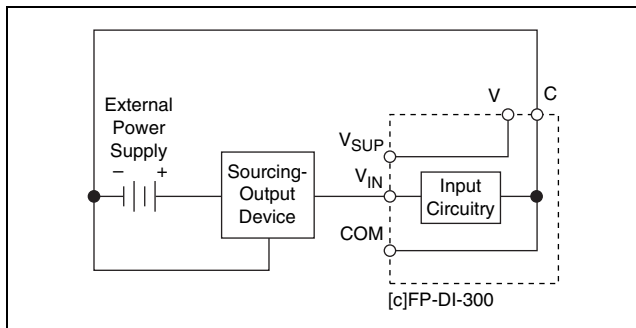 External
Power
Supply
– +
Sourcing-
Output
Device
V
C
VSUP
VIN
Input
Circuitry
COM
[c]FP-DI-300